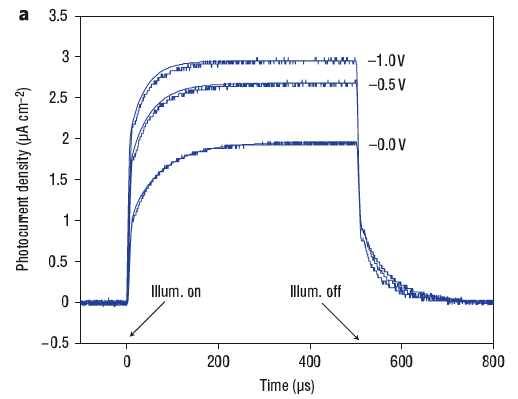 a
3.5
3
2.5
2
1.5
1
0.5
0
−0.5
Photocurrent density (μA cm−2)
−1.0 V
−0.5 V
−0.0 V
Illum. on
Illum. off
0
200
400
600
800
Time (μs)